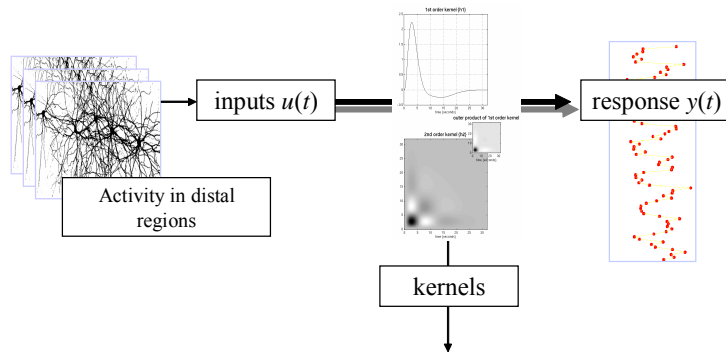 1st order kernel {h1}
inputs u(t)
response y(t)
outer product of 1st order kernel
2nd order kernel (h2)
Activity in distal
regions
kernels